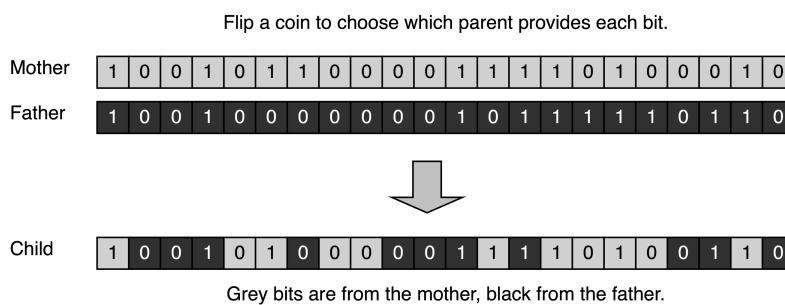 Flip a coin to choose which parent provides each bit.
Mother 1 0 0 1 0 1 1 0 0 0 0 1 1 1 1 0 1 0 0 0 1 0
Father 1 0 0 1 0 0 0 0 0 0 0 1 0 1 1 1 1 1 0 1 1 0
Child 1 0 0 1 0 1 0 0 0 0 0 1 1 1 1 0 1 0 0 1 1 0
Grey bits are from the mother, black from the father.